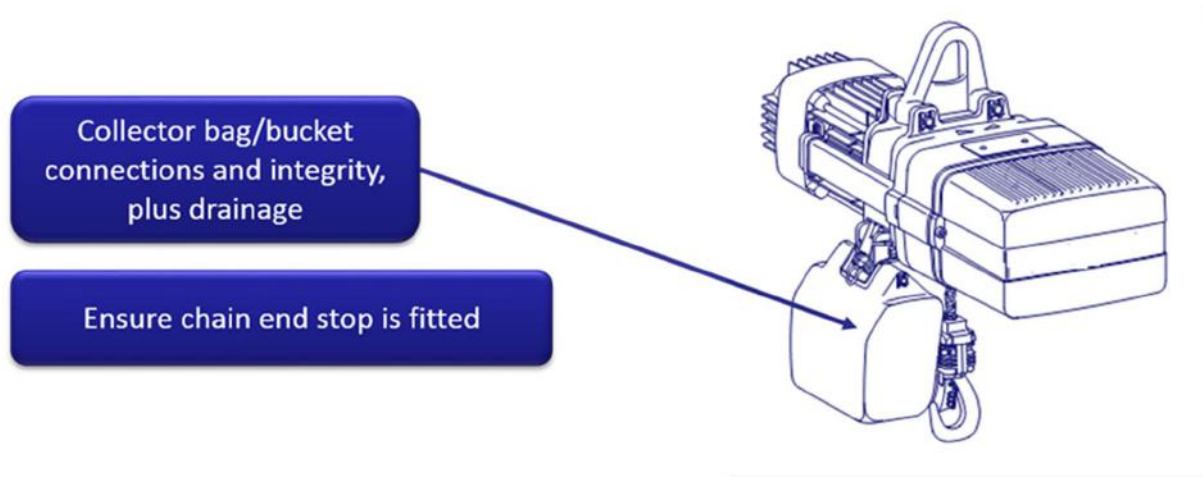 Collector bag/bucket
connections and integrity,
plus drainage
Ensure chain end stop is fitted